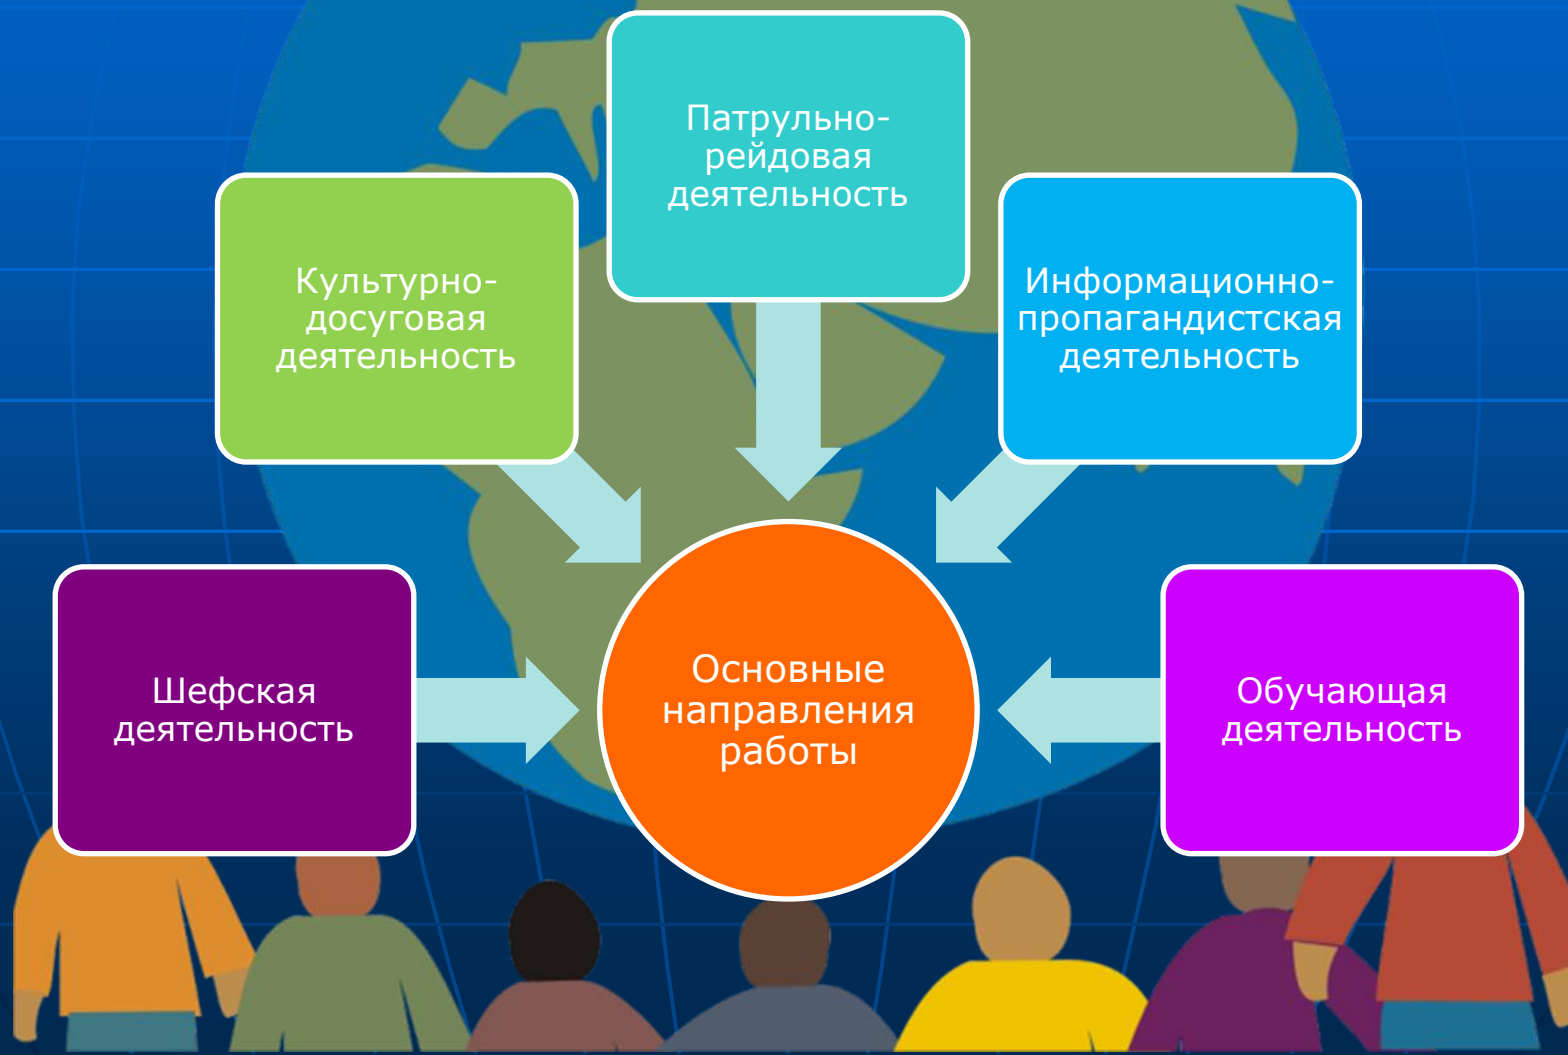 Патрульно-
рейдовая
деятельность
Культурно-
досуговая
деятельность
Информационно-
пропагандистская
деятельность
Шефская
деятельность
Основные
направления
работы
Обучающая
деятельность